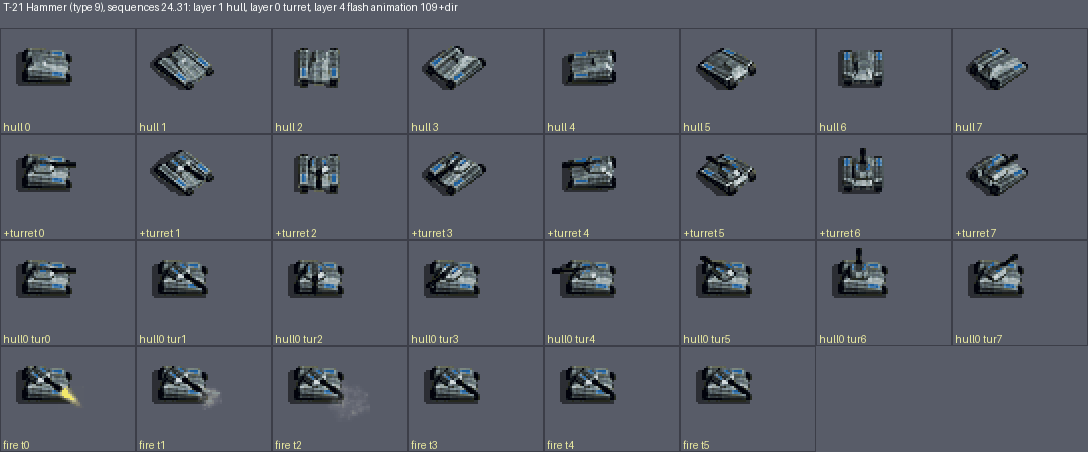 T-21 Hammer (type 9), sequences 24..31: layer 1 hull, layer 0 turret, layer 4 flash animation 109+dir
hull 0 hull 1 hull 2 hull 3 hull 4 hull 5 hull 6 hull 7
+turret 0 +turret 1 +turret 2 +turret 3 +turret 4 +turret 5 +turret 6 +turret 7
hull0 tur0 hull0 tur1 hull0 tur2 hull0 tur3 hull0 tur4 hull0 tur5 hull0 tur6 hull0 tur7
fire t0 fire t1 fire t2 fire t3 fire t4 fire t5